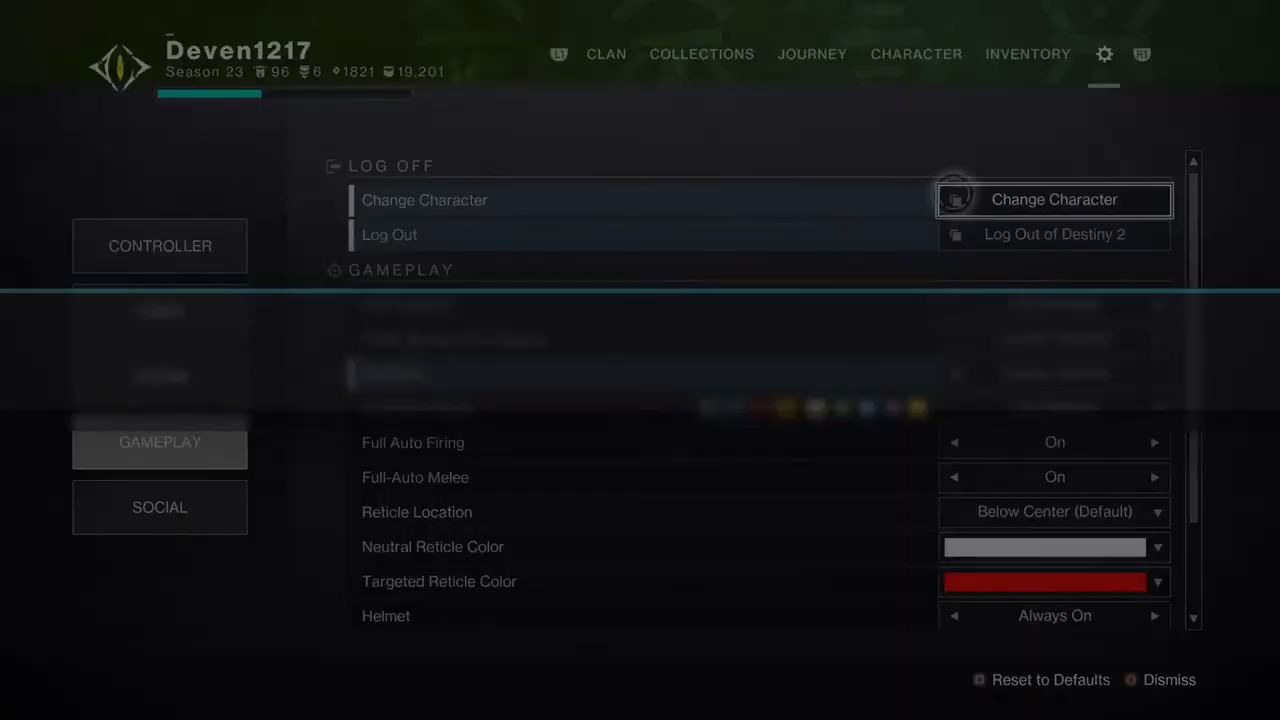 Deven1217
Season 23 96 6 1821 19,201
L1 CLAN COLLECTIONS JOURNEY CHARACTER INVENTORY R1
LOG OFF
Change Character Change Character
CONTROLLER
Log Out Log Out of Destiny 2
GAMEPLAY
GAMEPLAY
Full Auto Firing On
Full-Auto Melee On
SOCIAL
Reticle Location Below Center (Default)
Neutral Reticle Color
Targeted Reticle Color
Helmet Always On
Reset to Defaults Dismiss